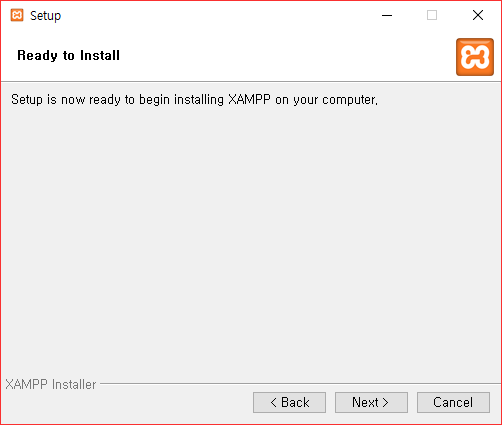 Setup
Ready to Install
Setup is now ready to begin installing XAMPP on your computer.
XAMPP Installer
< Back
Next >
Cancel